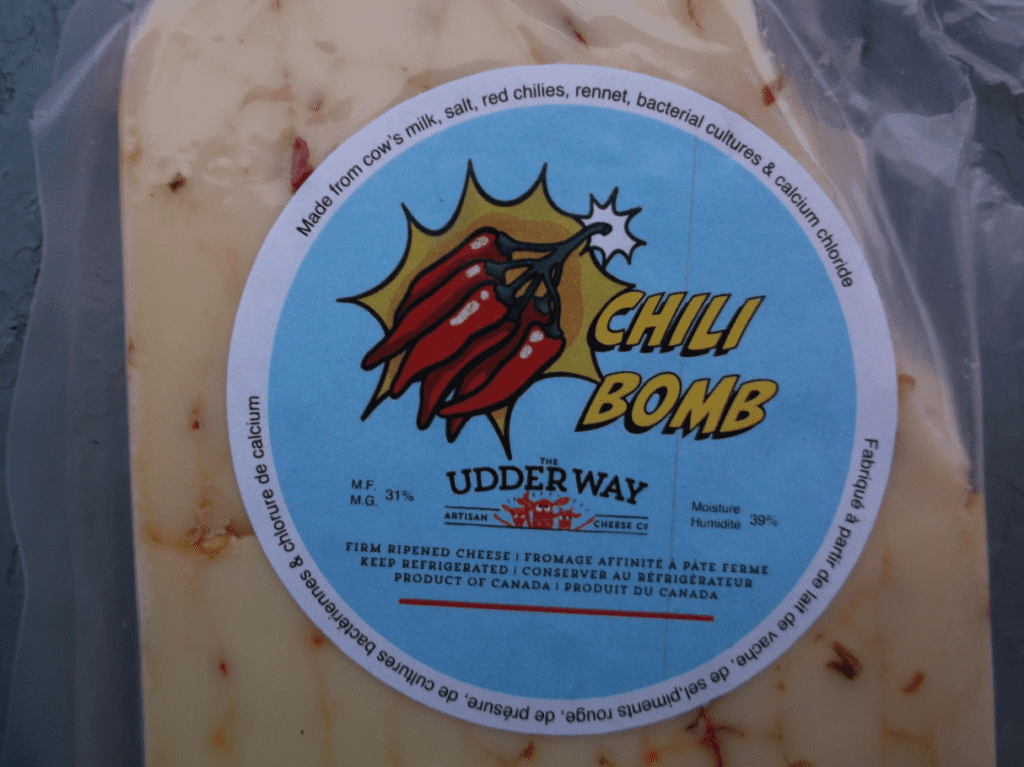 Made from cow's milk, salt, red chilies, rennet, bacterial cultures & calcium chloride
CHILI
BOMB
THE
UDDER WAY
ARTISAN CHEESE CO
M.F.
M.G. 31%
Moisture
Humidité 39%
FIRM RIPENED CHEESE | FROMAGE AFFINITÉ À PÂTE FERME
KEEP REFRIGERATED | CONSERVER AU RÉFRIGÉRATEUR
PRODUCT OF CANADA | PRODUIT DU CANADA
Fabriqué à partir de lait de vache, de sel,piments rouge, de présure, de cultures bactériennes & chlorure de calcium